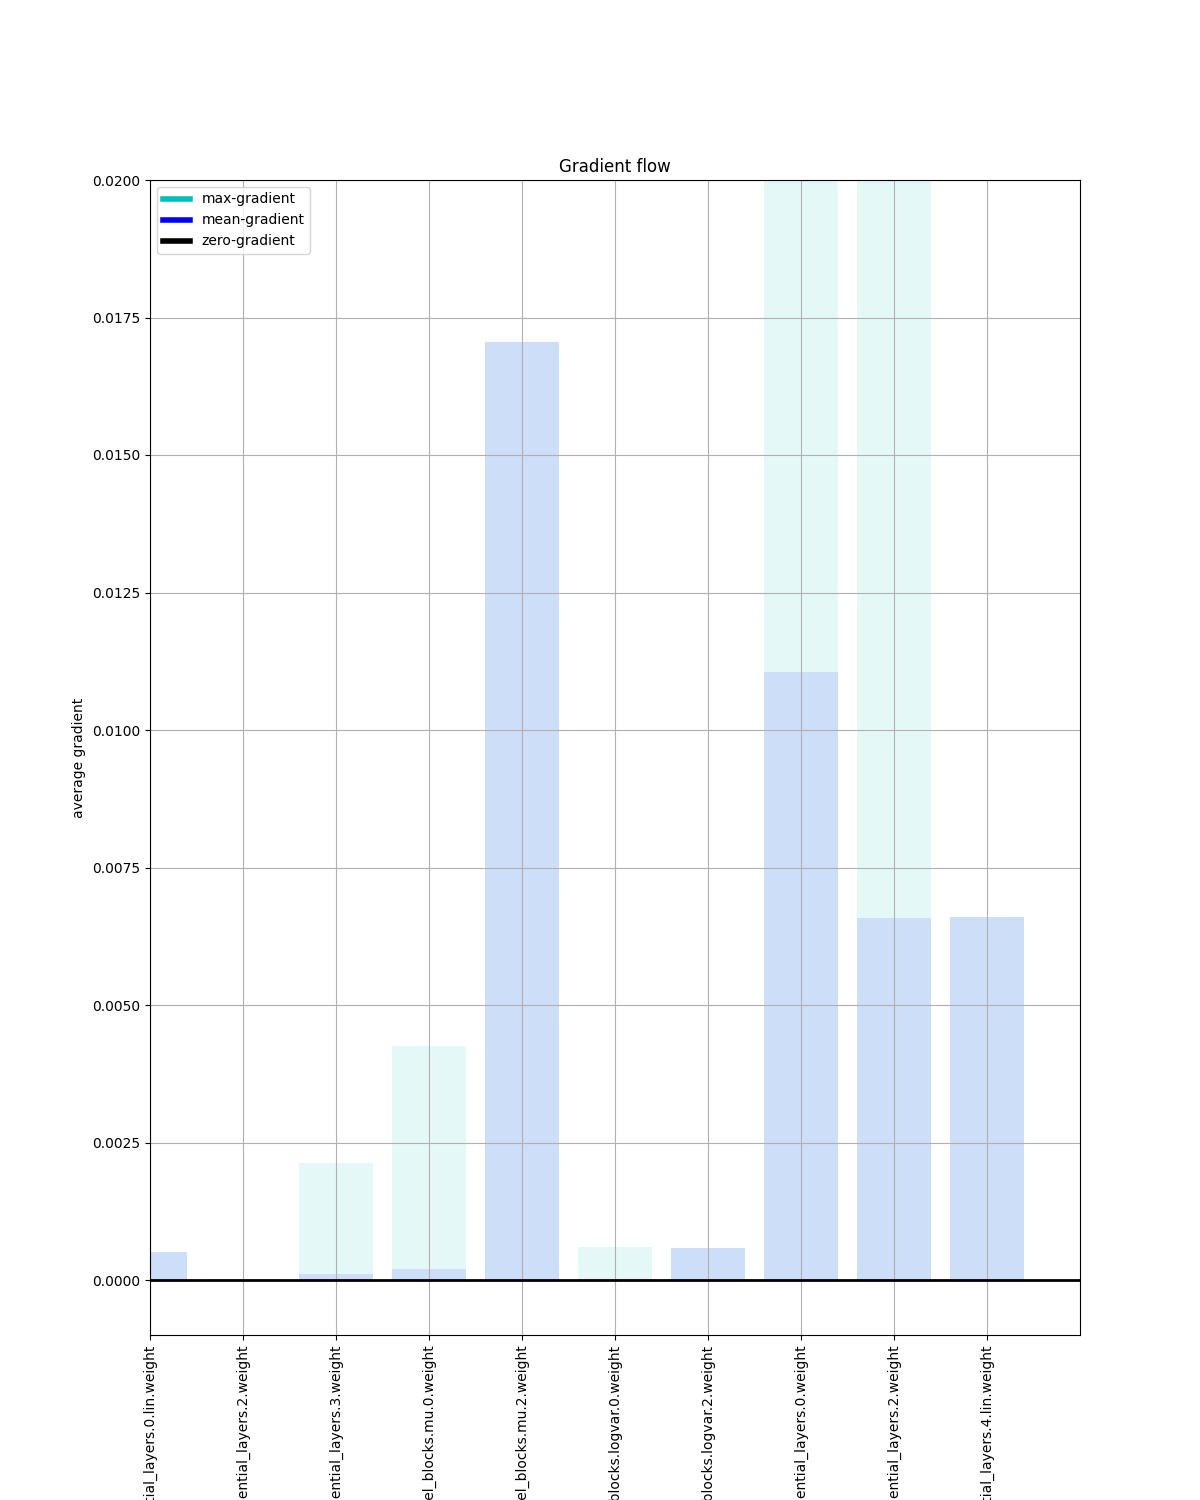 Gradient flow
max-gradient
mean-gradient
zero-gradient
0.0200
0.0175
0.0150
0.0125
0.0100
0.0075
0.0050
0.0025
0.0000
average gradient
tial_layers.0.lin.weight
ential_layers.2.weight
ential_layers.3.weight
el_blocks.mu.0.weight
el_blocks.mu.2.weight
blocks.logvar.0.weight
blocks.logvar.2.weight
ential_layers.0.weight
ential_layers.2.weight
tial_layers.4.lin.weight